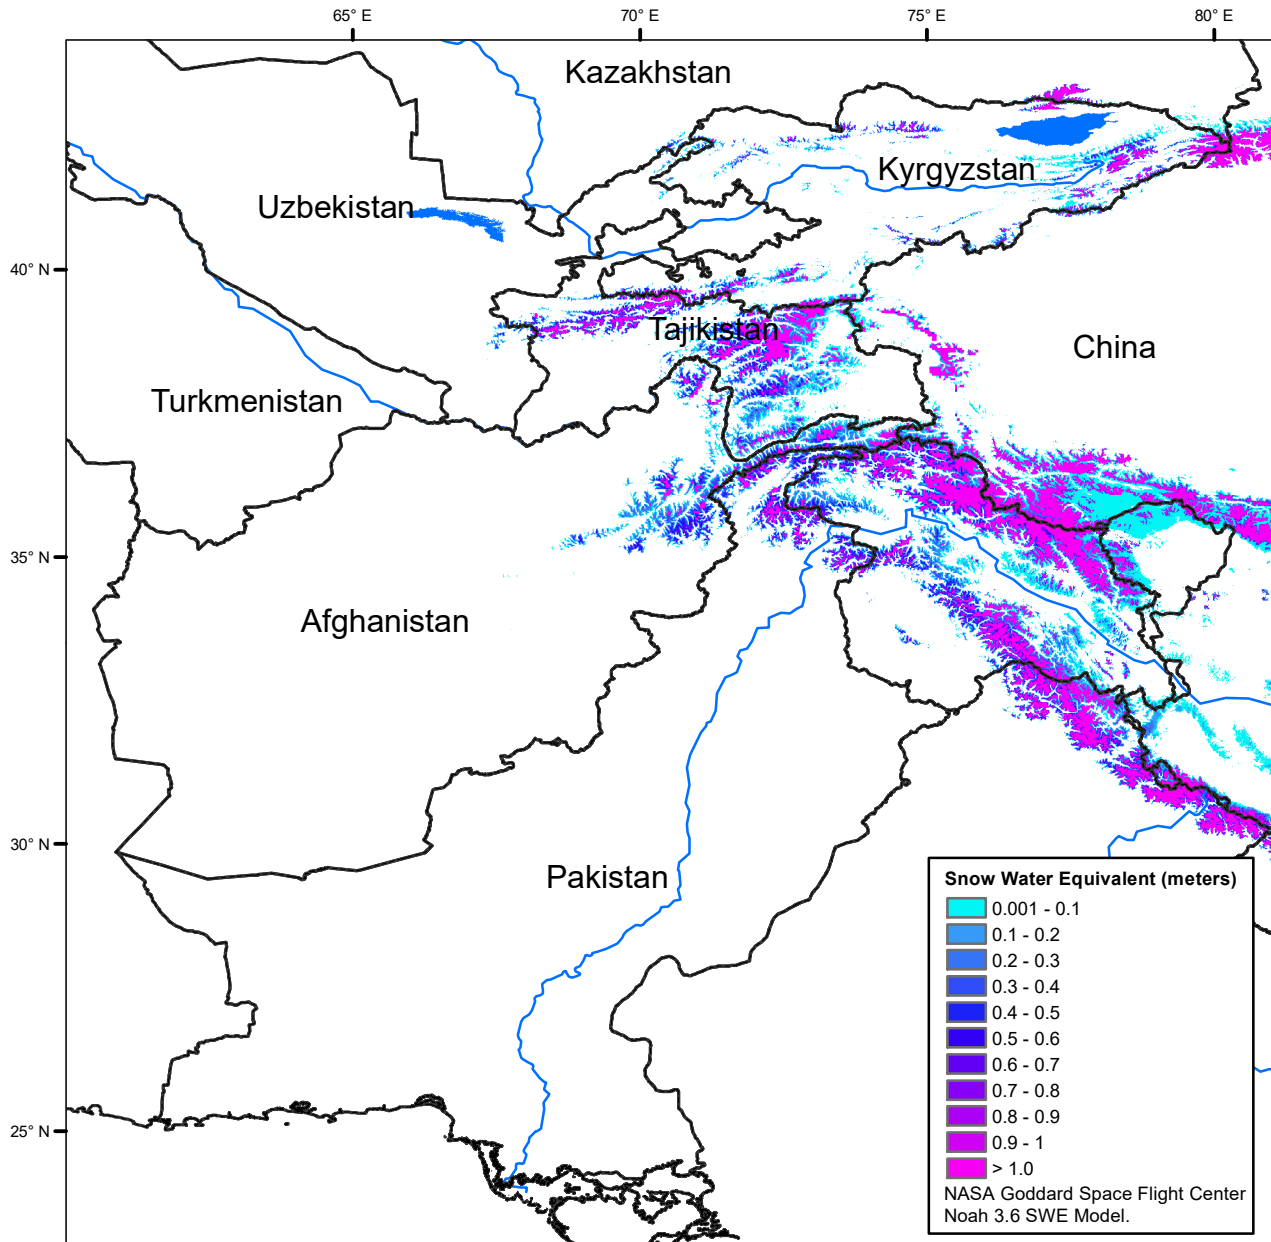 65° E
70° E
75° E
80° E
Kazakhstan
Kyrgyzstan
Uzbekistan
40° N
Tajikistan
China
Turkmenistan
35° N
Afghanistan
30° N
Pakistan
25° N
Snow Water Equivalent (meters)
0.001 - 0.1
0.1 - 0.2
0.2 - 0.3
0.3 - 0.4
0.4 - 0.5
0.5 - 0.6
0.6 - 0.7
0.7 - 0.8
0.8 - 0.9
0.9 - 1
> 1.0
NASA Goddard Space Flight Center
Noah 3.6 SWE Model.